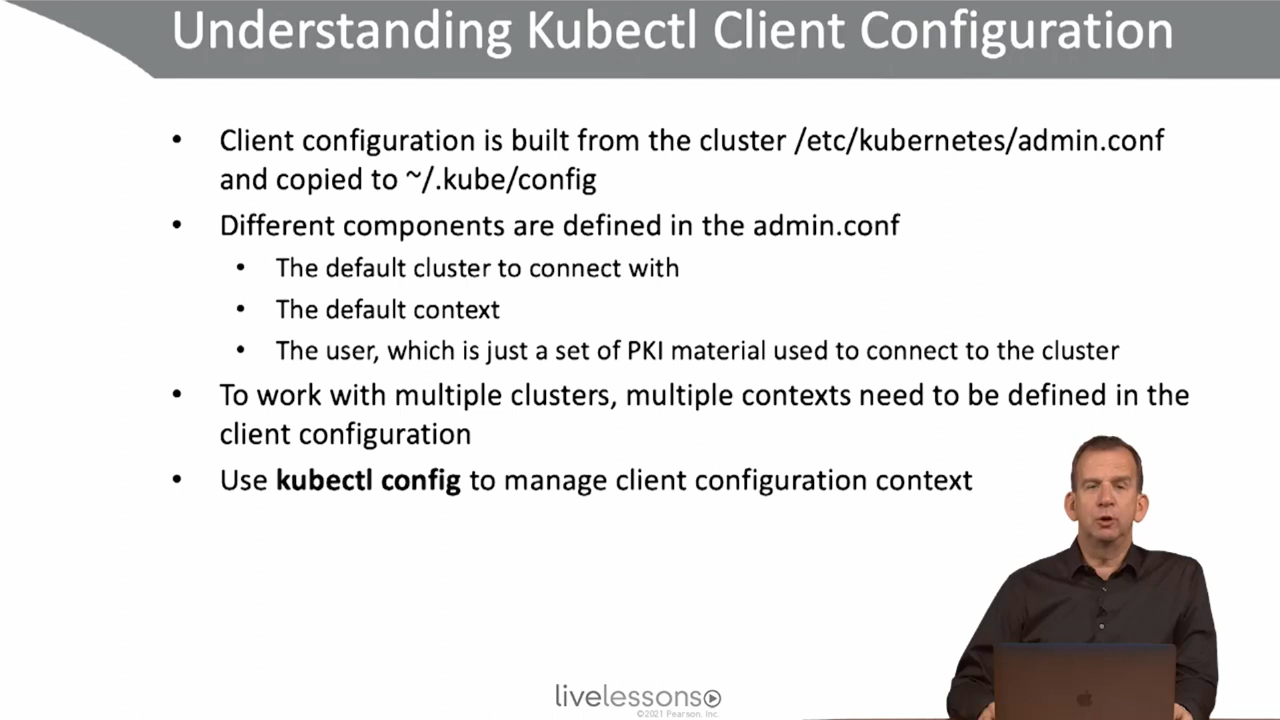 Understanding Kubectl Client Configuration
• Client configuration is built from the cluster /etc/kubernetes/admin.conf
and copied to ~/.kube/config
• Different components are defined in the admin.conf
• The default cluster to connect with
• The default context
• The user, which is just a set of PKI material used to connect to the cluster
• To work with multiple clusters, multiple contexts need to be defined in the
client configuration
• Use kubectl config to manage client configuration context
livelessons
©2021 Pearson, Inc.